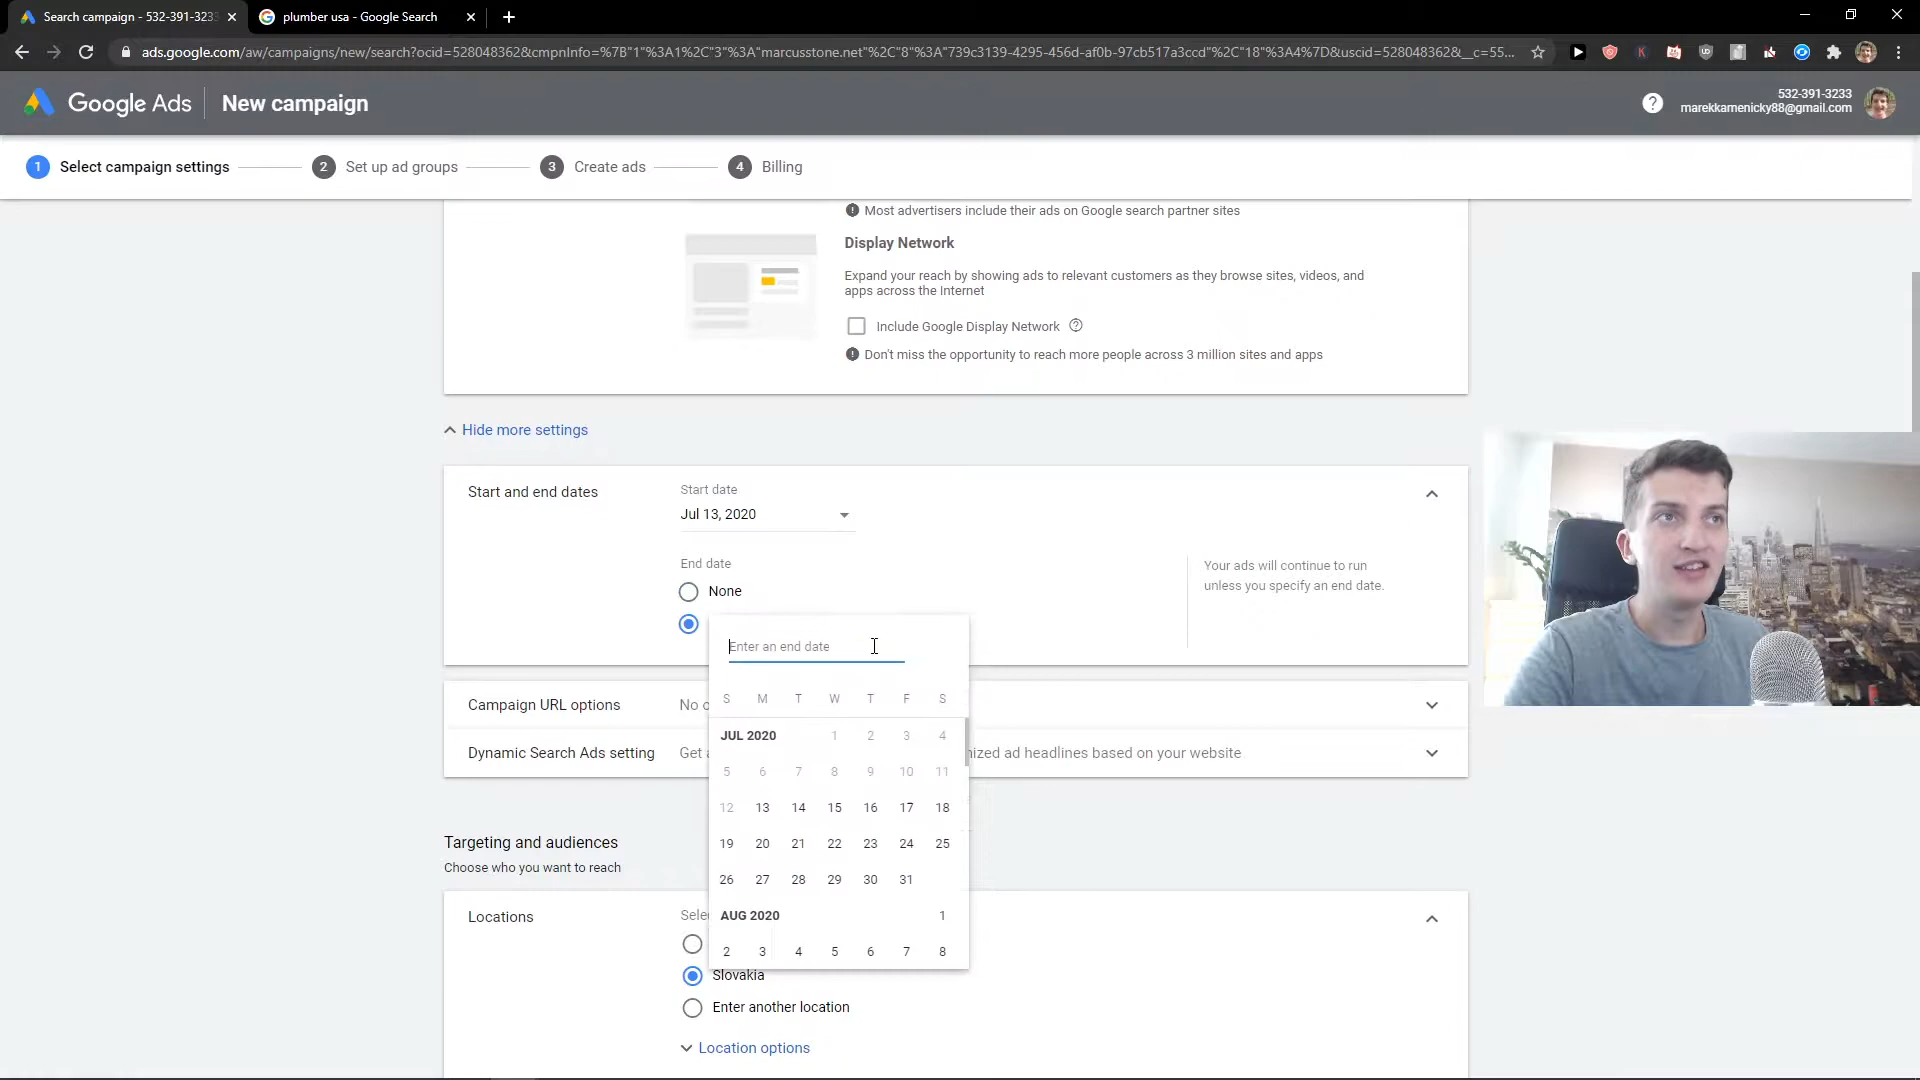 Search campaign - 532-391-3233
plumber usa - Google Search
ads.google.com/aw/campaigns/new/search?ocid=528048362&cmpnInfo=%7B"1"%3A1%2C"3"%3A"marcusstone.net"%2C"8"%3A"739c3139-4295-456d-af0b-97cb517a3ccd"%2C"18"%3A4%7D&uscid=528048362&__c=55...
Google Ads
New campaign
532-391-3233
marekkamenicky88@gmail.com
1 Select campaign settings
2 Set up ad groups
3 Create ads
4 Billing
Most advertisers include their ads on Google search partner sites
Display Network
Expand your reach by showing ads to relevant customers as they browse sites, videos, and
apps across the Internet
Include Google Display Network
Don't miss the opportunity to reach more people across 3 million sites and apps
Hide more settings
Start and end dates
Start date
Jul 13, 2020
End date
None
Your ads will continue to run
unless you specify an end date.
Enter an end date
S M T W T F S
JUL 2020 1 2 3 4
5 6 7 8 9 10 11
12 13 14 15 16 17 18
19 20 21 22 23 24 25
26 27 28 29 30 31
AUG 2020 1
2 3 4 5 6 7 8
Campaign URL options
No o
Dynamic Search Ads setting
Get a
nized ad headlines based on your website
Targeting and audiences
Choose who you want to reach
Locations
Sele
Slovakia
Enter another location
Location options